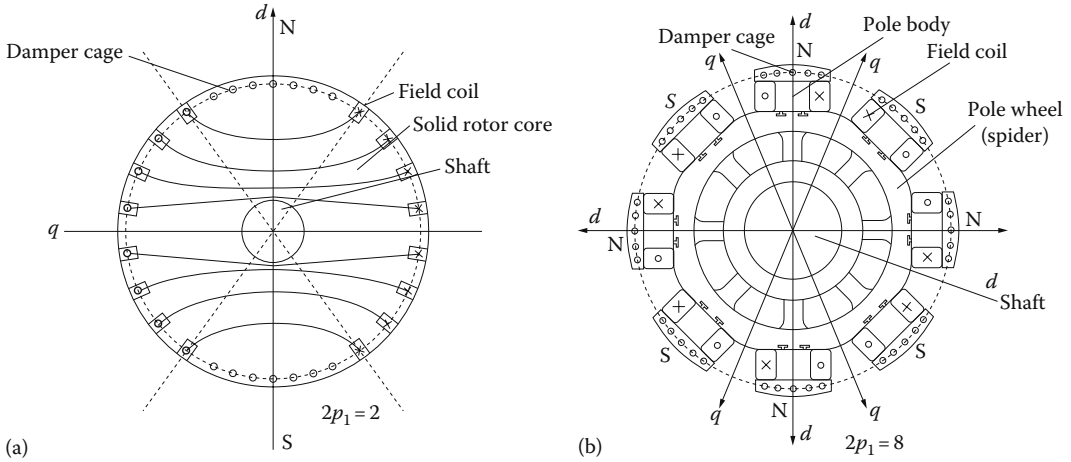 d
N
Damper cage
Field coil
Solid rotor core
Shaft
q
2p₁ = 2
S
(a)
d
N
Pole body
Damper cage
Field coil
q
q
S
S
Pole wheel
(spider)
d
N
N
d
Shaft
S
S
q
N
q
d
2p₁ = 8
(b)